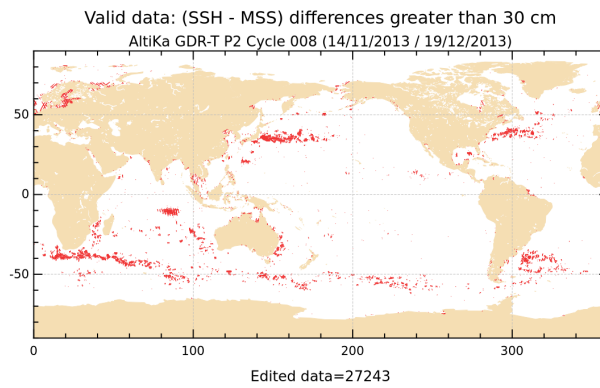 Valid data: (SSH - MSS) differences greater than 30 cm
AltiKa GDR-T P2 Cycle 008 (14/11/2013 / 19/12/2013)
50
0
-50
0 100 200 300
Edited data=27243